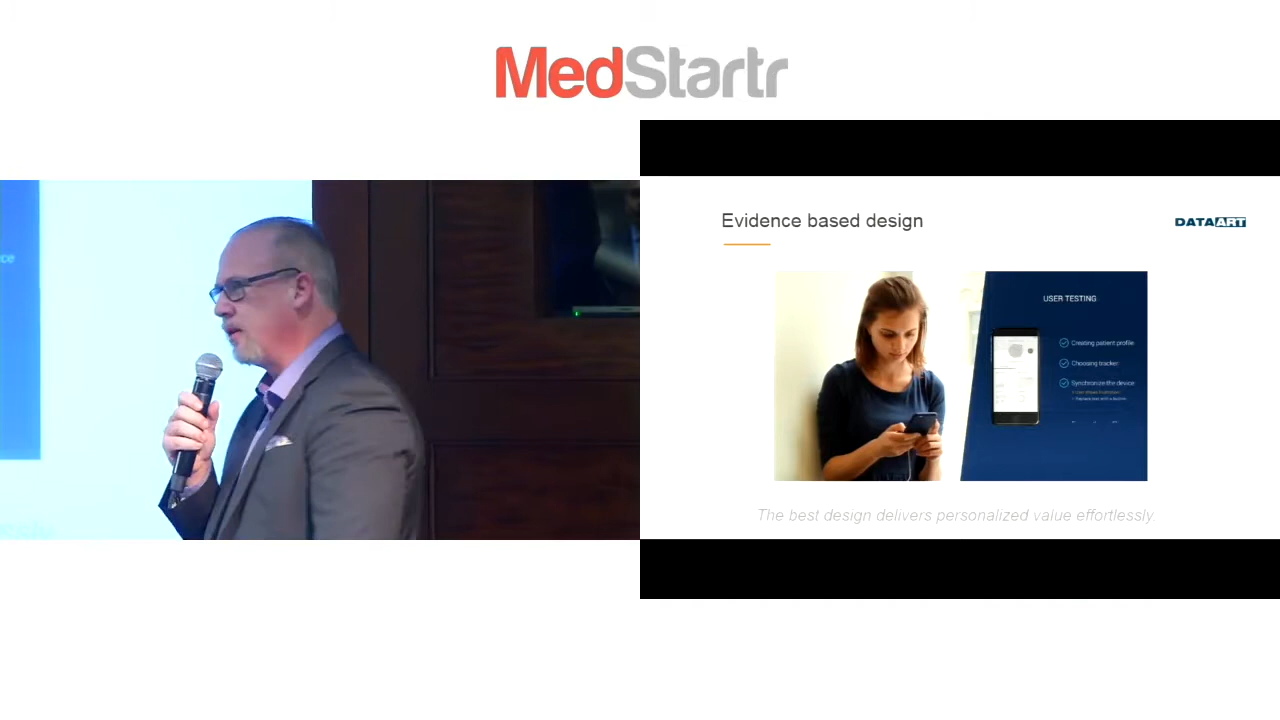 MedStartr
ce
Evidence based design
DATAART
USER TESTING
Creating patient profile
Choosing tracker
Synchronize the device
The best design delivers personalized value effortlessly.